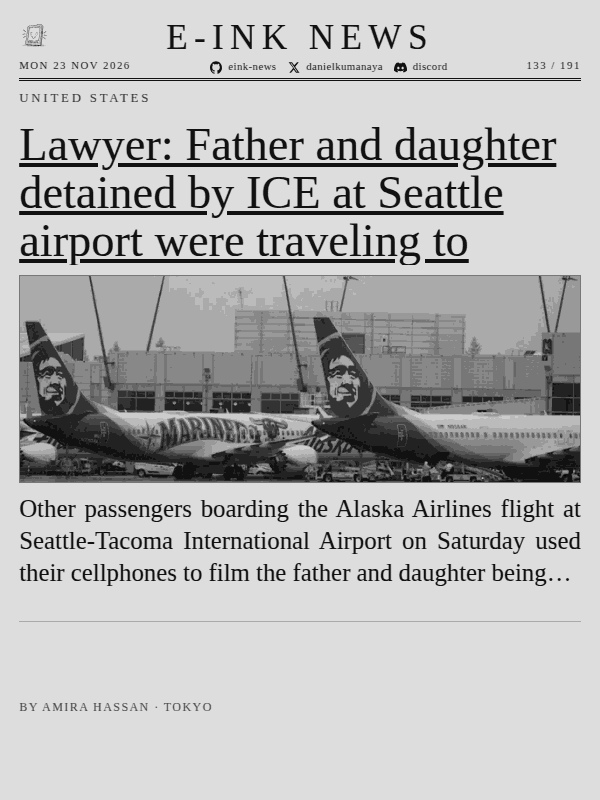 E-INK NEWS
MON 23 NOV 2026
eink-news
danielkumanaya
discord
133 / 191
UNITED STATES
Lawyer: Father and daughter
detained by ICE at Seattle
airport were traveling to
MARINERS
Other passengers boarding the Alaska Airlines flight at
Seattle-Tacoma International Airport on Saturday used
their cellphones to film the father and daughter being…
BY AMIRA HASSAN · TOKYO